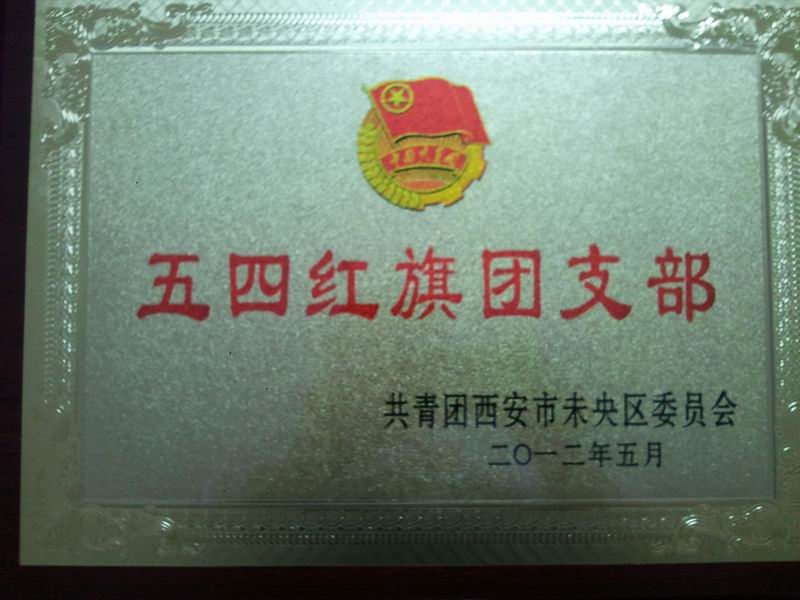 五四红旗团支部
共青团西安市未央区委员会
二〇一二年五月